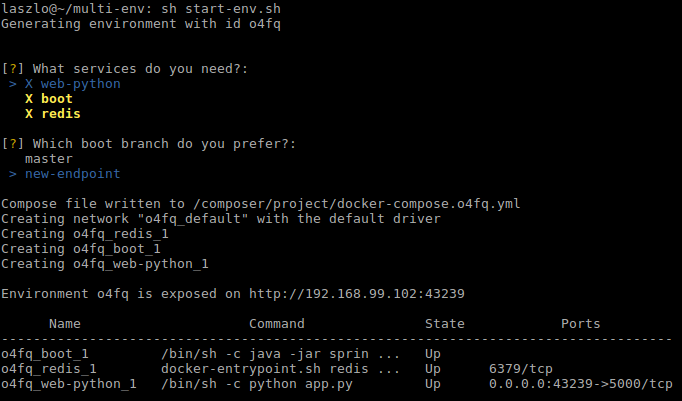 laszlo@~/multi-env: sh start-env.sh
Generating environment with id o4fq
[?] What services do you need?:
> X web-python
X boot
X redis
[?] Which boot branch do you prefer?:
master
> new-endpoint
Compose file written to /composer/project/docker-compose.o4fq.yml
Creating network "o4fq_default" with the default driver
Creating o4fq_redis_1
Creating o4fq_boot_1
Creating o4fq_web-python_1
Environment o4fq is exposed on http://192.168.99.102:43239
Name Command State Ports
------------------------------------------------------------------------------------
o4fq_boot_1 /bin/sh -c java -jar sprin ... Up
o4fq_redis_1 docker-entrypoint.sh redis ... Up 6379/tcp
o4fq_web-python_1 /bin/sh -c python app.py Up 0.0.0.0:43239->5000/tcp